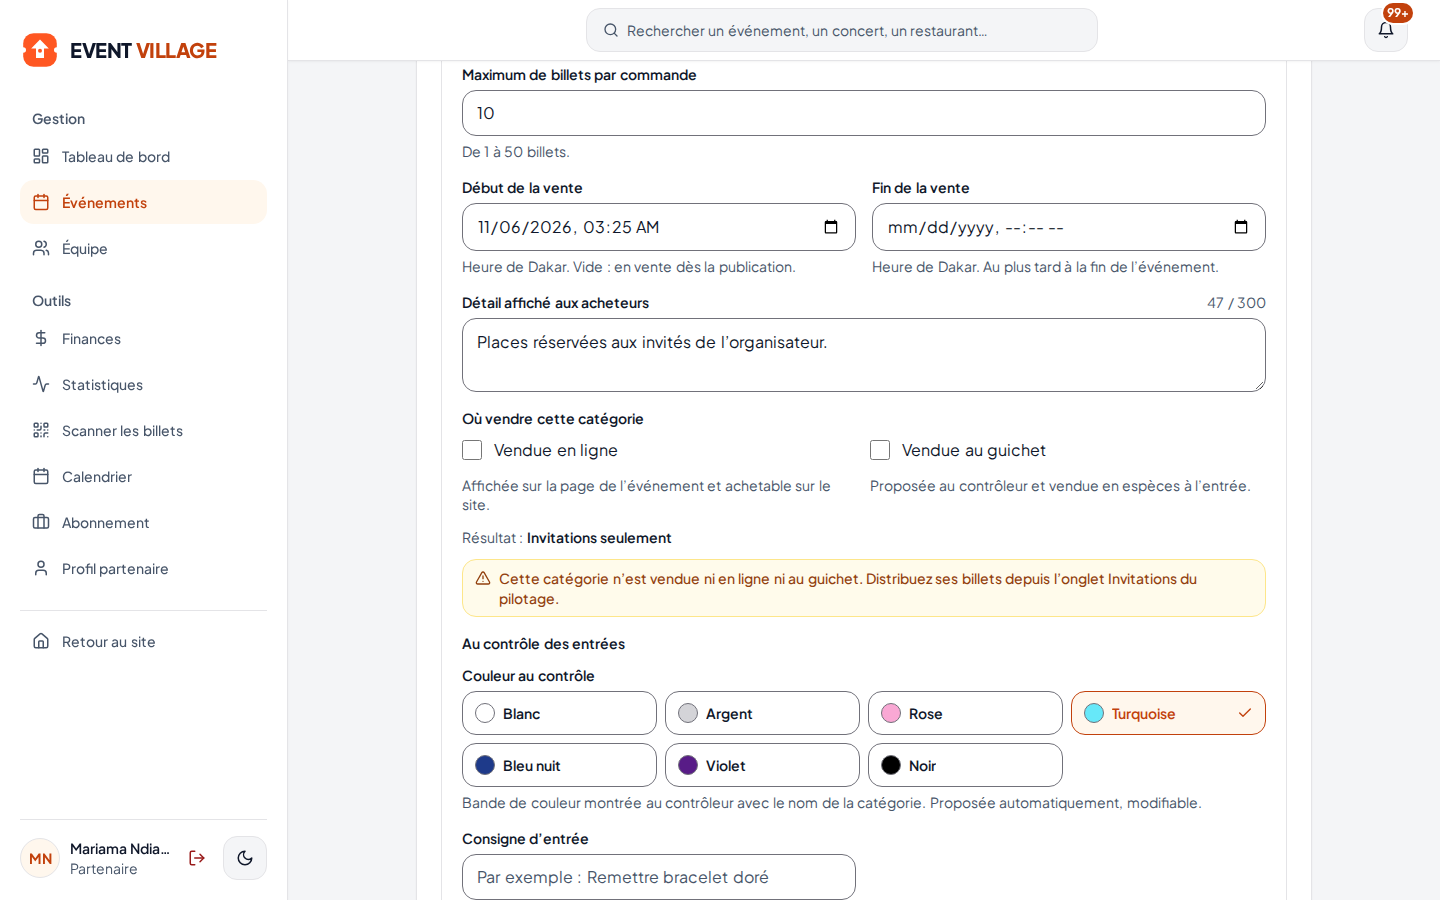 EVENT VILLAGE
Rechercher un événement, un concert, un restaurant…
99+
Gestion
Tableau de bord
Événements
Équipe
Outils
Finances
Statistiques
Scanner les billets
Calendrier
Abonnement
Profil partenaire
Retour au site
MN
Mariama Ndia…
Partenaire
Maximum de billets par commande
10
De 1 à 50 billets.
Début de la vente
Fin de la vente
11/06/2026, 03:25 AM
mm/dd/yyyy, --:-- --
Heure de Dakar. Vide : en vente dès la publication.
Heure de Dakar. Au plus tard à la fin de l’événement.
Détail affiché aux acheteurs
47 / 300
Places réservées aux invités de l’organisateur.
Où vendre cette catégorie
Vendue en ligne
Vendue au guichet
Affichée sur la page de l’événement et achetable sur le
site.
Proposée au contrôleur et vendue en espèces à l’entrée.
Résultat : Invitations seulement
Cette catégorie n’est vendue ni en ligne ni au guichet. Distribuez ses billets depuis l’onglet Invitations du
pilotage.
Au contrôle des entrées
Couleur au contrôle
Blanc
Argent
Rose
Turquoise
Bleu nuit
Violet
Noir
Bande de couleur montrée au contrôleur avec le nom de la catégorie. Proposée automatiquement, modifiable.
Consigne d’entrée
Par exemple : Remettre bracelet doré